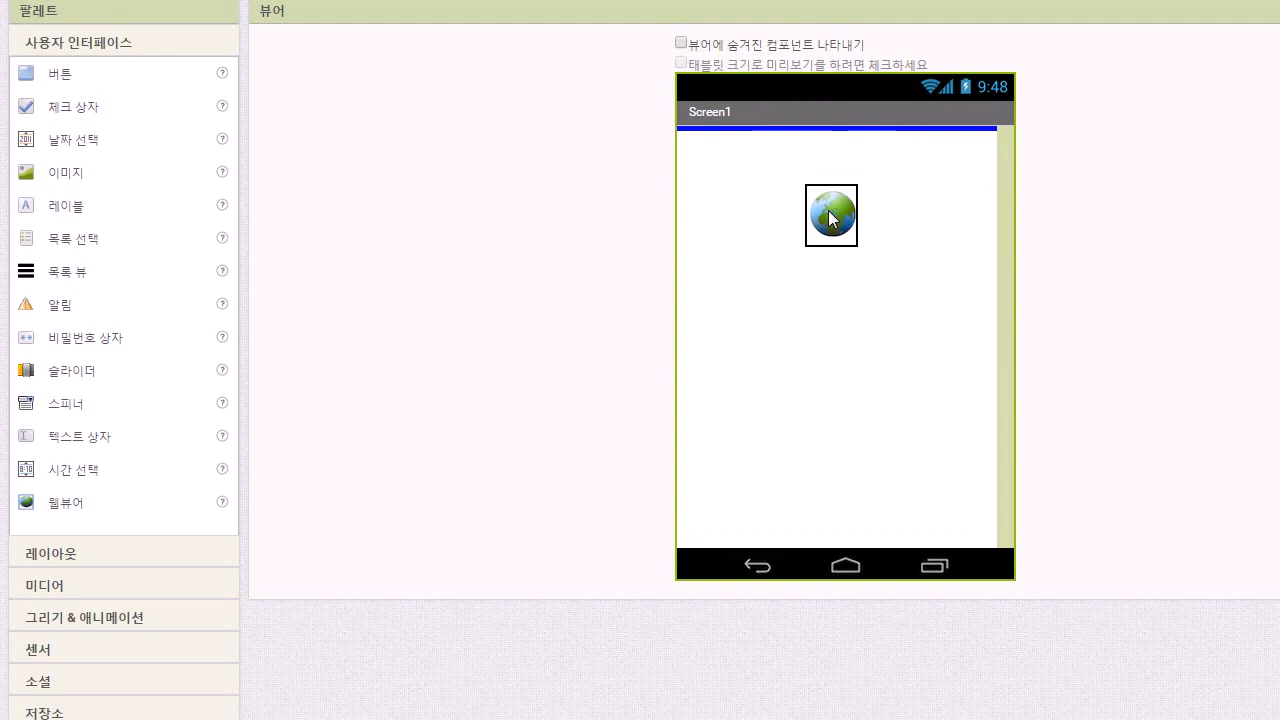 팔레트
사용자 인터페이스
버튼
체크 상자
날짜 선택
이미지
레이블
목록 선택
목록 뷰
알림
비밀번호 상자
슬라이더
스피너
텍스트 상자
시간 선택
웹뷰어
레이아웃
미디어
그리기 & 애니메이션
센서
소셜
저장소
뷰어
뷰어에 숨겨진 컴포넌트 나타내기
태블릿 크기로 미리보기를 하려면 체크하세요
9:48
Screen1